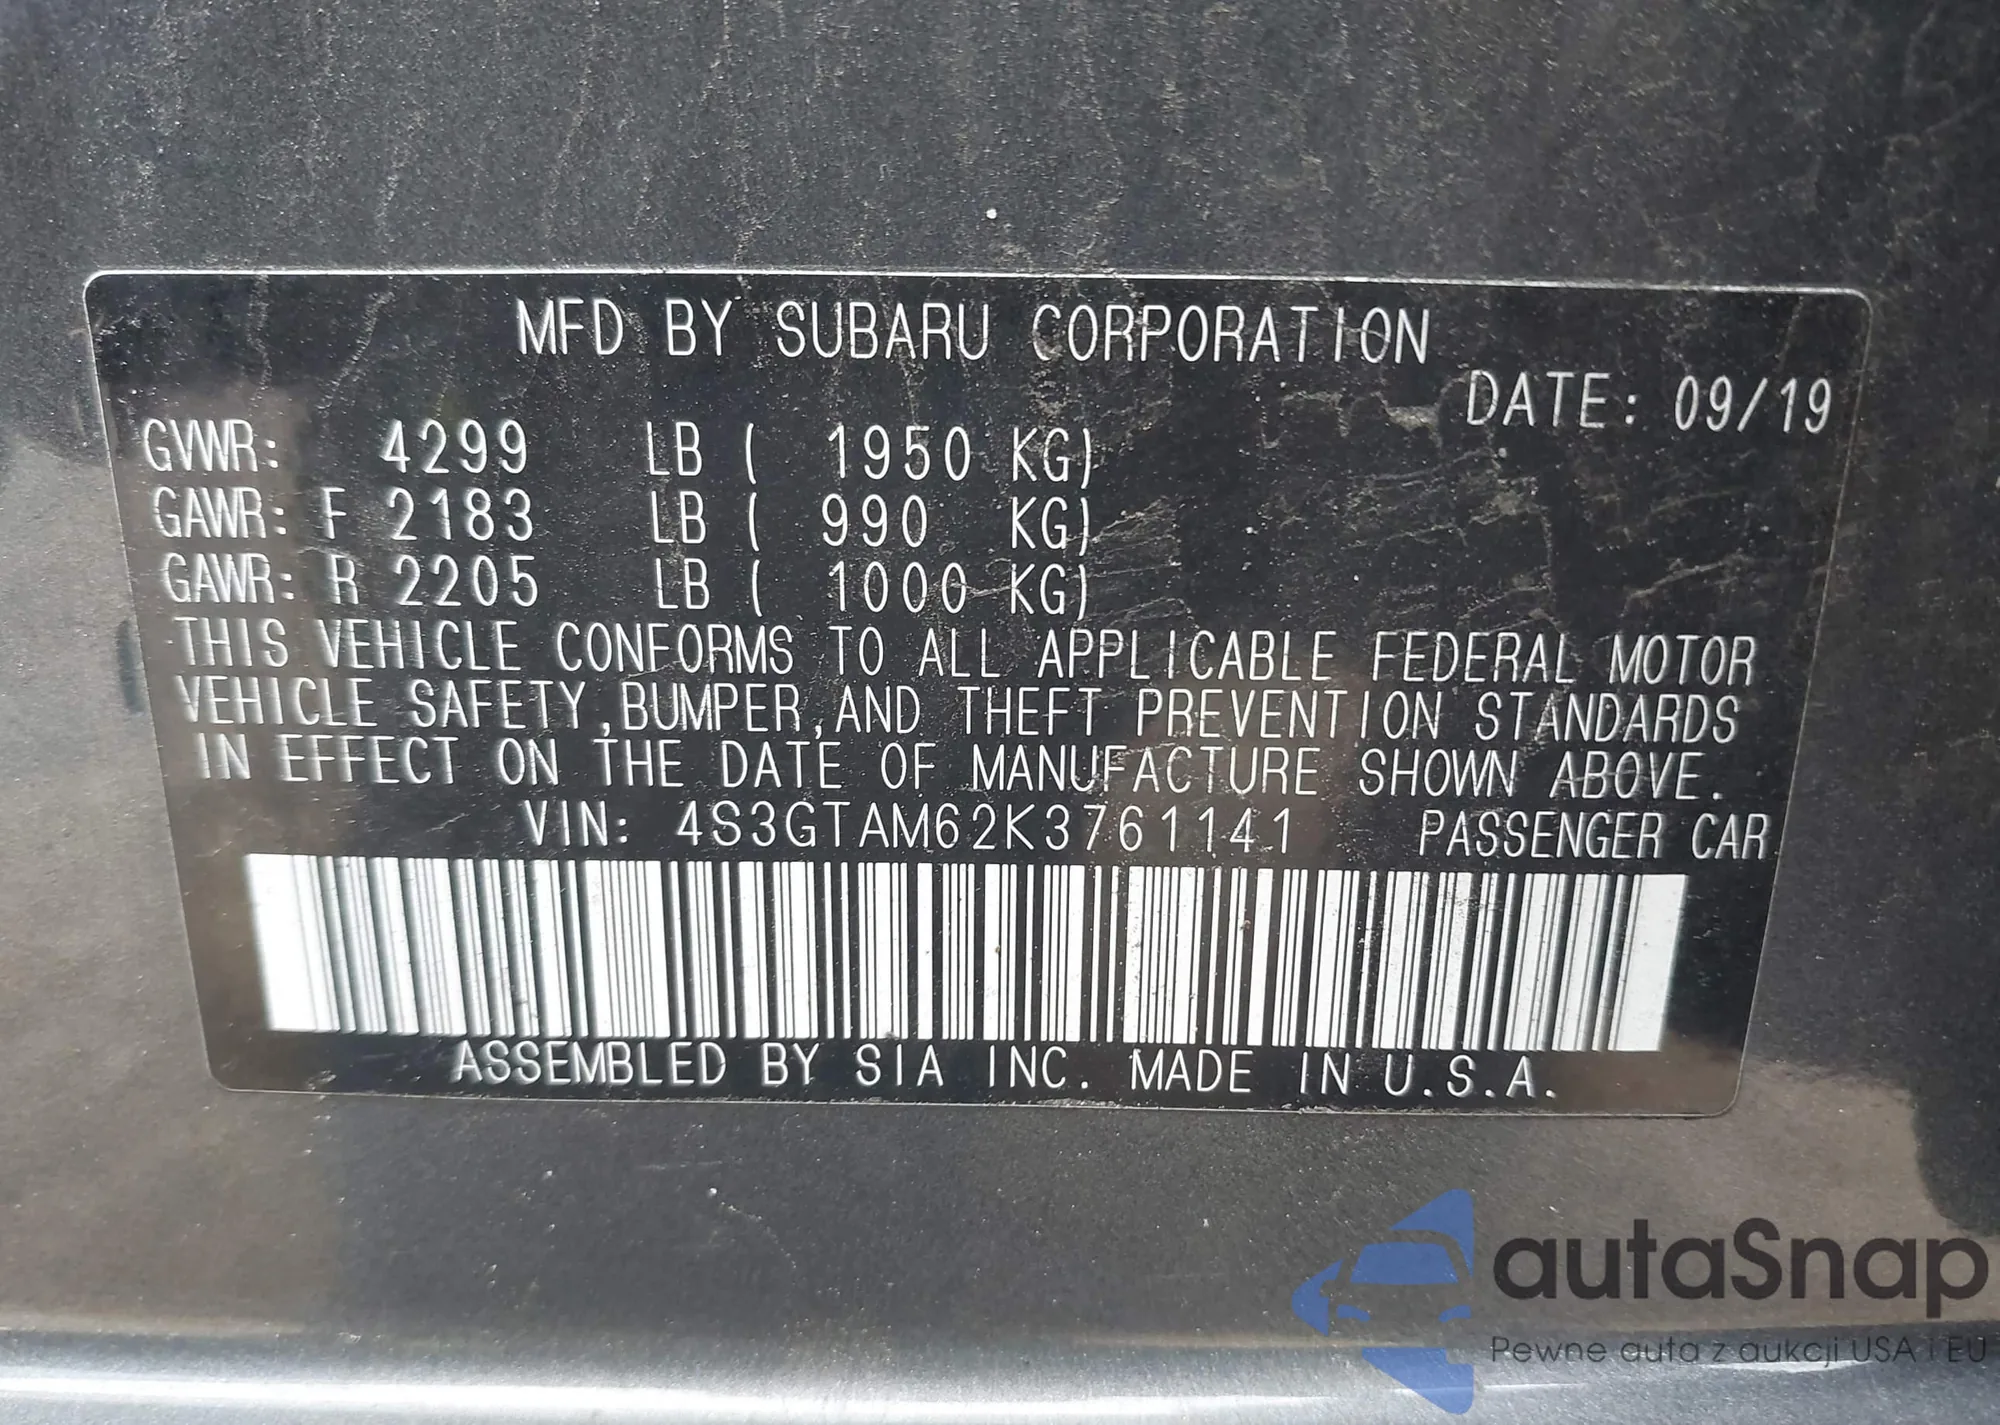 MFD BY SUBARU CORPORATION
DATE: 09/19
GVWR: 4299 LB ( 1950 KG)
GAWR: F 2183 LB ( 990 KG)
GAWR: R 2205 LB ( 1000 KG)
THIS VEHICLE CONFORMS TO ALL APPLICABLE FEDERAL MOTOR
VEHICLE SAFETY,BUMPER,AND THEFT PREVENTION STANDARDS
IN EFFECT ON THE DATE OF MANUFACTURE SHOWN ABOVE.
VIN: 4S3GTAM62K3761141 PASSENGER CAR
ASSEMBLED BY SIA INC. MADE IN U.S.A.
autaSnap
Pewne auta z aukcji USA i EU